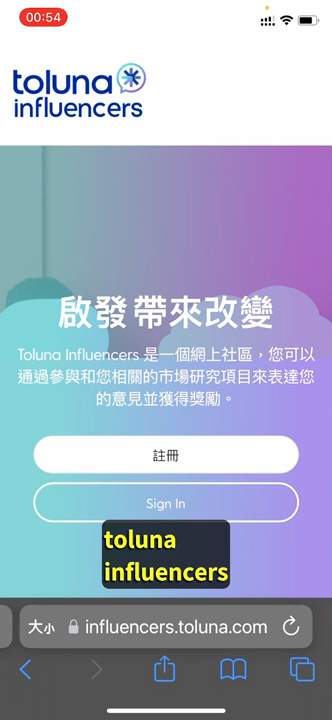 00:54
toluna
influencers
啟發帶來改變
Toluna Influencers 是一個網上社區，您可以
通過參與和您相關的市場研究項目來表達您
的意見並獲得獎勵。
註冊
Sign In
toluna
influencers
大小 influencers.toluna.com